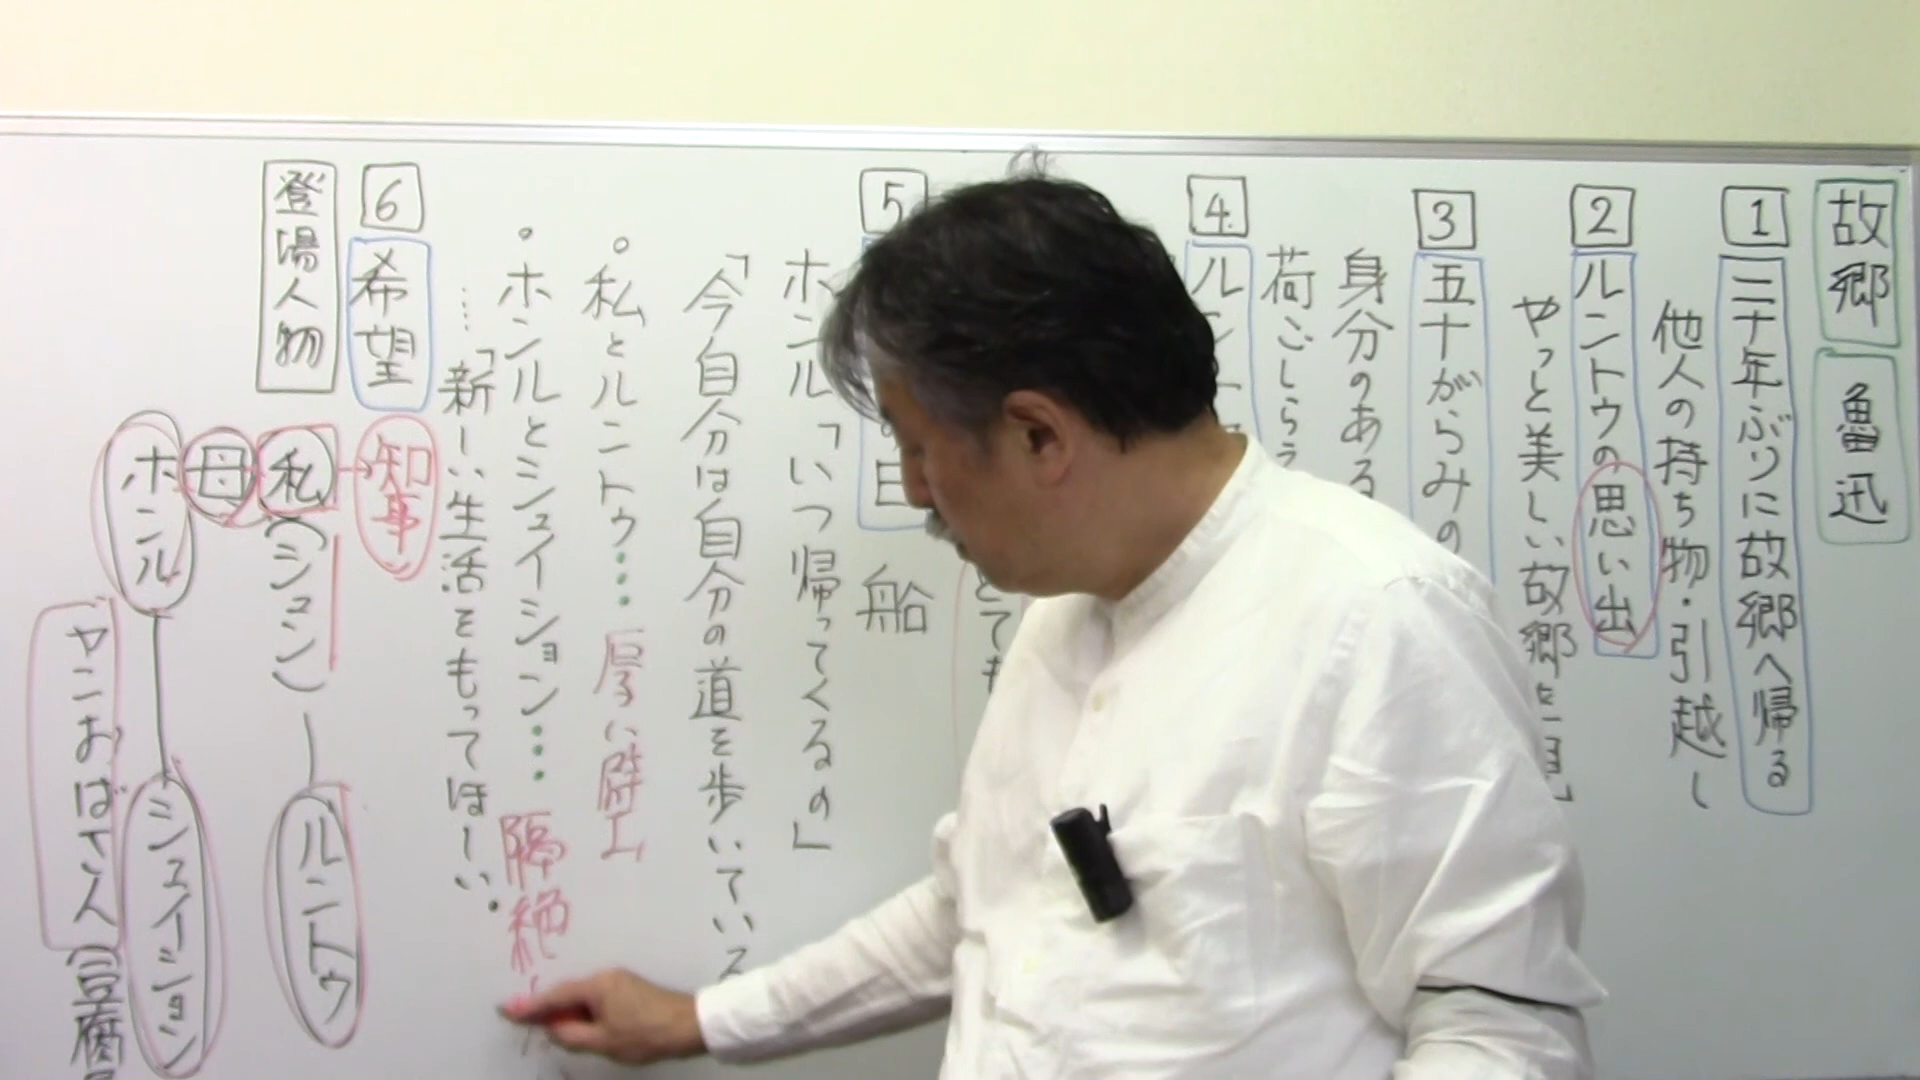 故郷 魯迅
1 二十年ぶりに故郷へ帰る
他人の持ち物・引越し
2 ルントウの思い出
やっと美しい故郷を見
3 五十がらみの
身分のある
荷ごしらえ
4 ルント
とても
5 の日 船
ホンル「いつ帰ってくるの」
「今自分は自分の道を歩いている
・私とルントウ… 厚い壁
・ホンルとシュイション… 隔絶
…「新しい生活をもってほしい。
6 希望 知事
登場人物
私(シュン) ルントウ
母
ホンル シュイション
ヤンおばさん(豆腐